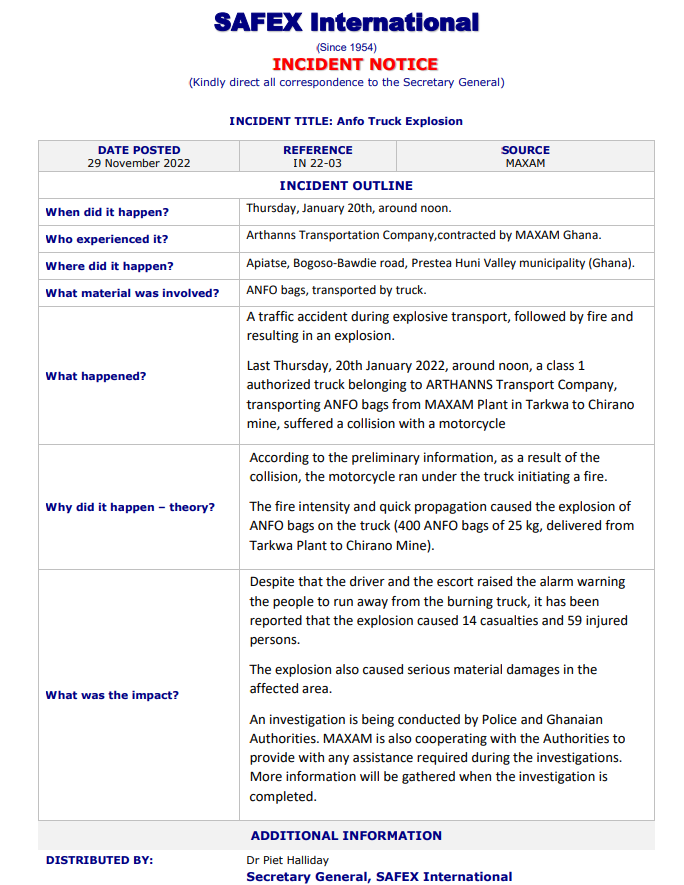 SAFEX International
(Since 1954)
INCIDENT NOTICE
(Kindly direct all correspondence to the Secretary General)
INCIDENT TITLE: Anfo Truck Explosion
DATE POSTED
29 November 2022
REFERENCE
IN 22-03
SOURCE
MAXAM
INCIDENT OUTLINE
When did it happen?
Thursday, January 20th, around noon.
Who experienced it?
Arthanns Transportation Company,contracted by MAXAM Ghana.
Where did it happen?
Apiatse, Bogoso-Bawdie road, Prestea Huni Valley municipality (Ghana).
What material was involved?
ANFO bags, transported by truck.
What happened?
A traffic accident during explosive transport, followed by fire and
resulting in an explosion.
Last Thursday, 20th January 2022, around noon, a class 1
authorized truck belonging to ARTHANNS Transport Company,
transporting ANFO bags from MAXAM Plant in Tarkwa to Chirano
mine, suffered a collision with a motorcycle
Why did it happen – theory?
According to the preliminary information, as a result of the
collision, the motorcycle ran under the truck initiating a fire.
The fire intensity and quick propagation caused the explosion of
ANFO bags on the truck (400 ANFO bags of 25 kg, delivered from
Tarkwa Plant to Chirano Mine).
What was the impact?
Despite that the driver and the escort raised the alarm warning
the people to run away from the burning truck, it has been
reported that the explosion caused 14 casualties and 59 injured
persons.
The explosion also caused serious material damages in the
affected area.
An investigation is being conducted by Police and Ghanaian
Authorities. MAXAM is also cooperating with the Authorities to
provide with any assistance required during the investigations.
More information will be gathered when the investigation is
completed.
ADDITIONAL INFORMATION
DISTRIBUTED BY:
Dr Piet Halliday
Secretary General, SAFEX International